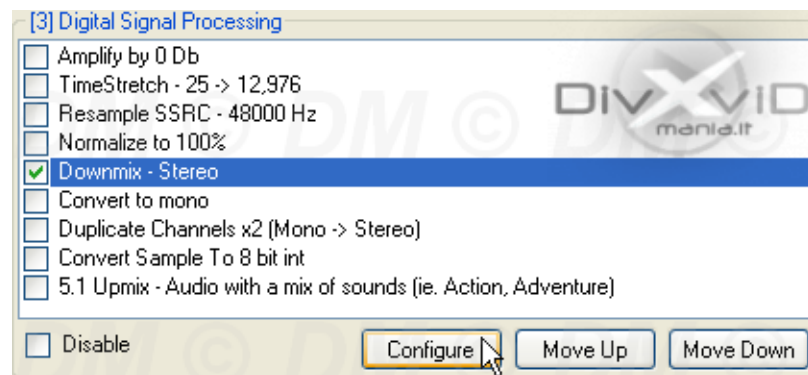 [3] Digital Signal Processing
Amplify by 0 Db
TimeStretch - 25 -> 12,976
Resample SSRC - 48000 Hz
Normalize to 100%
Downmix - Stereo
Convert to mono
Duplicate Channels x2 (Mono -> Stereo)
Convert Sample To 8 bit int
5.1 Upmix - Audio with a mix of sounds (ie. Action, Adventure)
DivXviD
mania.it
DM © DM ©
Disable
Configure
Move Up
Move Down